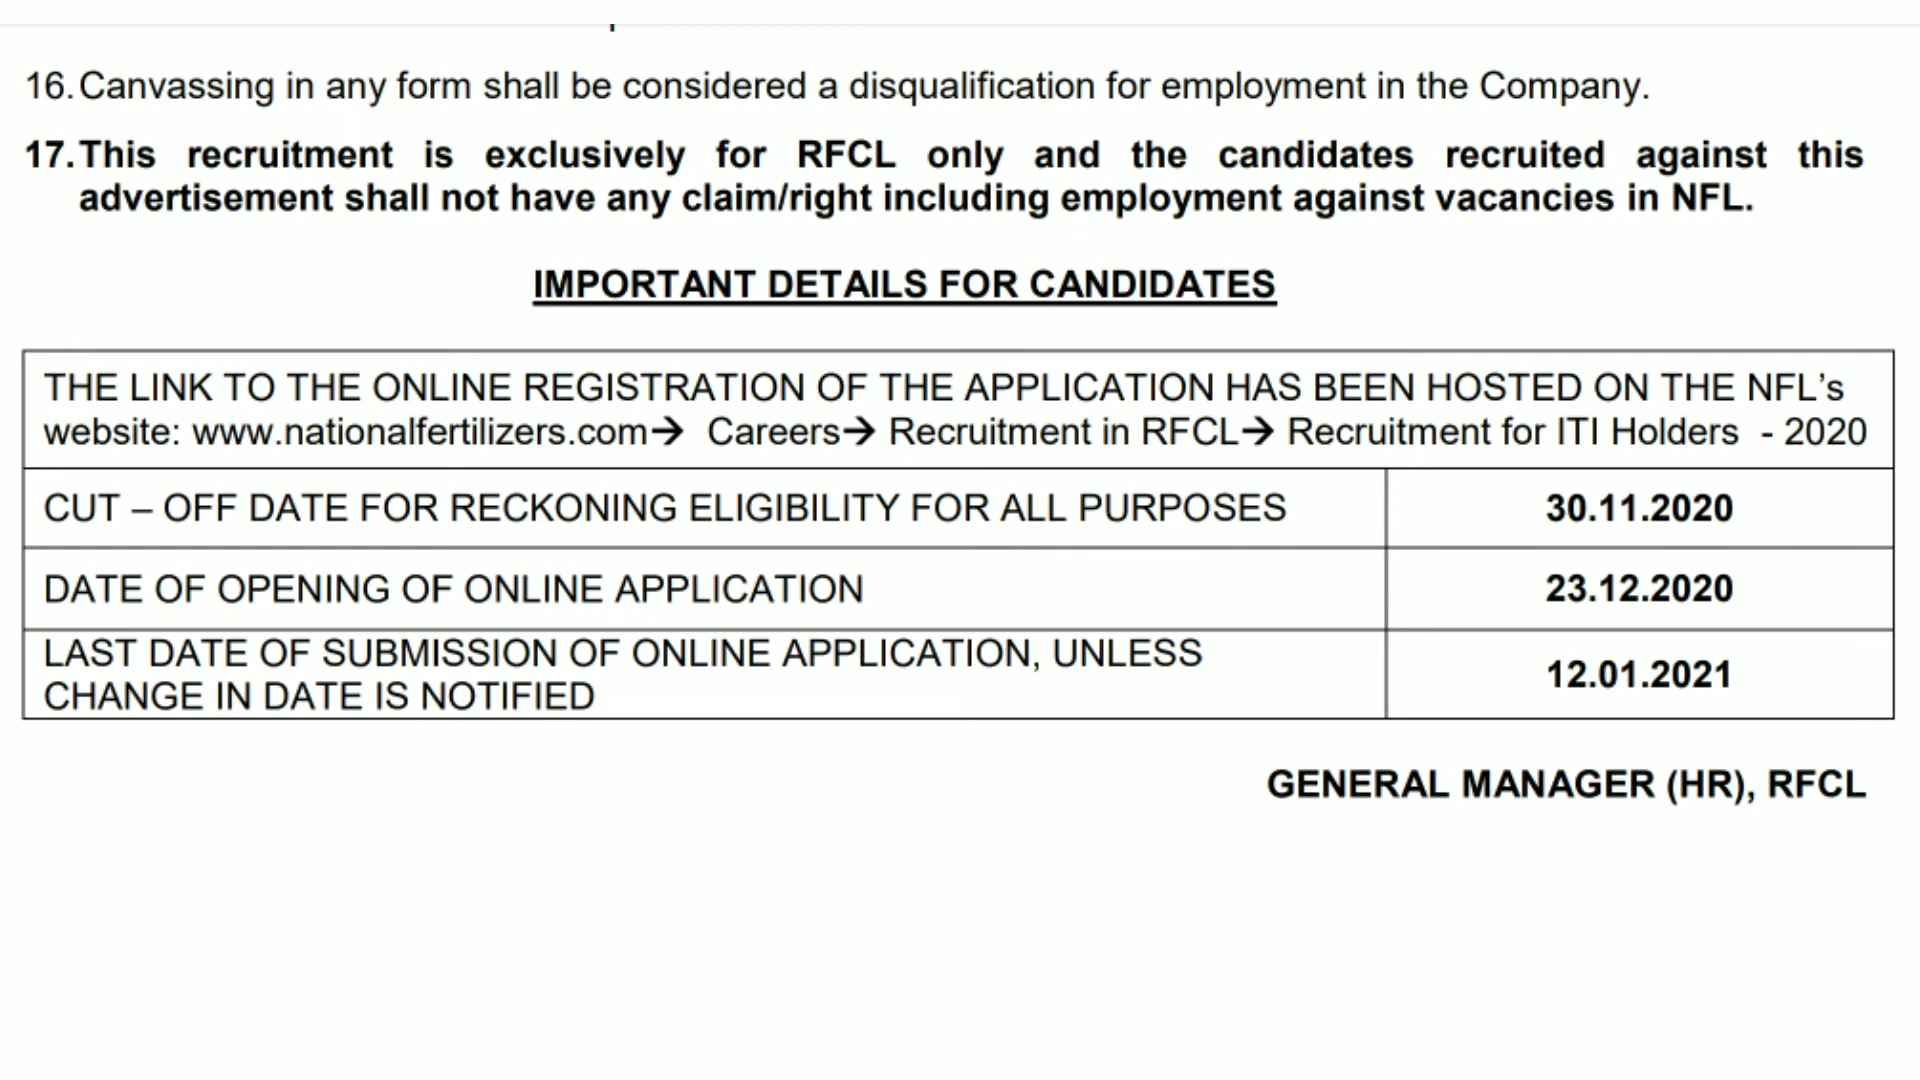 16. Canvassing in any form shall be considered a disqualification for employment in the Company.
17. This recruitment is exclusively for RFCL only and the candidates recruited against this
advertisement shall not have any claim/right including employment against vacancies in NFL.
IMPORTANT DETAILS FOR CANDIDATES
THE LINK TO THE ONLINE REGISTRATION OF THE APPLICATION HAS BEEN HOSTED ON THE NFL’s
website: www.nationalfertilizers.com→ Careers→ Recruitment in RFCL→ Recruitment for ITI Holders - 2020
CUT – OFF DATE FOR RECKONING ELIGIBILITY FOR ALL PURPOSES 30.11.2020
DATE OF OPENING OF ONLINE APPLICATION 23.12.2020
LAST DATE OF SUBMISSION OF ONLINE APPLICATION, UNLESS
CHANGE IN DATE IS NOTIFIED 12.01.2021
GENERAL MANAGER (HR), RFCL